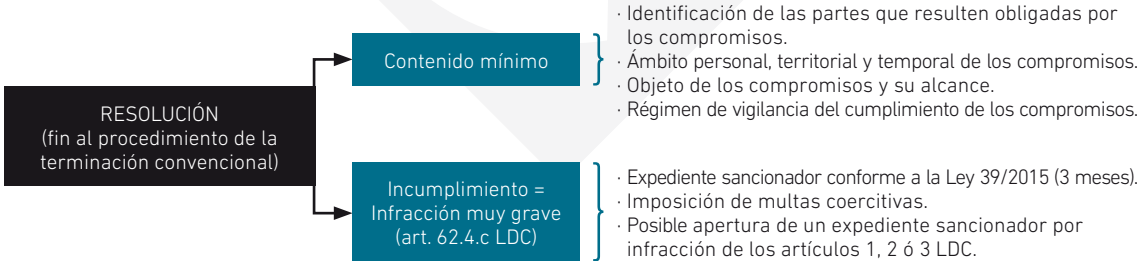 RESOLUCIÓN
(fin al procedimiento de la
terminación convencional)
Contenido mínimo
· Identificación de las partes que resulten obligadas por
los compromisos.
· Ámbito personal, territorial y temporal de los compromisos.
· Objeto de los compromisos y su alcance.
· Régimen de vigilancia del cumplimiento de los compromisos.
Incumplimiento =
Infracción muy grave
(art. 62.4.c LDC)
· Expediente sancionador conforme a la Ley 39/2015 (3 meses).
· Imposición de multas coercitivas.
· Posible apertura de un expediente sancionador por
infracción de los artículos 1, 2 ó 3 LDC.